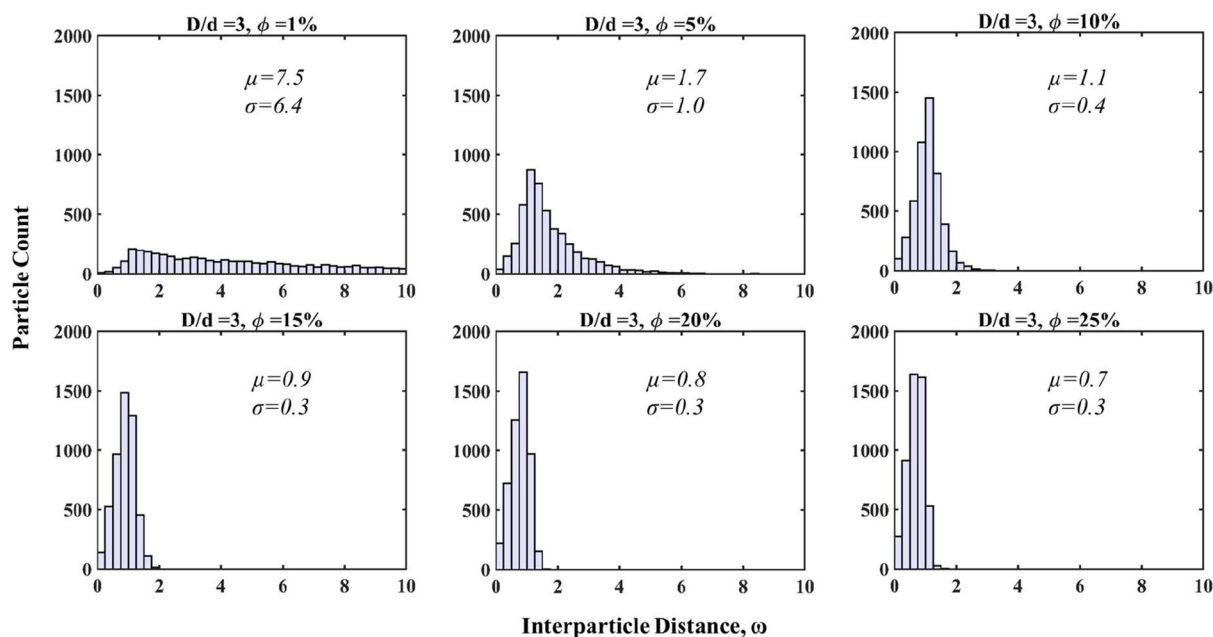 D/d =3, ϕ =1%
2000
1500
1000
500
0
0 2 4 6 8 10
μ=7.5
σ=6.4
D/d =3, ϕ =5%
2000
1500
1000
500
0
0 2 4 6 8 10
μ=1.7
σ=1.0
D/d =3, ϕ =10%
2000
1500
1000
500
0
0 2 4 6 8 10
μ=1.1
σ=0.4
Particle Count
D/d =3, ϕ =15%
2000
1500
1000
500
0
0 2 4 6 8 10
μ=0.9
σ=0.3
D/d =3, ϕ =20%
2000
1500
1000
500
0
0 2 4 6 8 10
μ=0.8
σ=0.3
D/d =3, ϕ =25%
2000
1500
1000
500
0
0 2 4 6 8 10
μ=0.7
σ=0.3
Interparticle Distance, ω